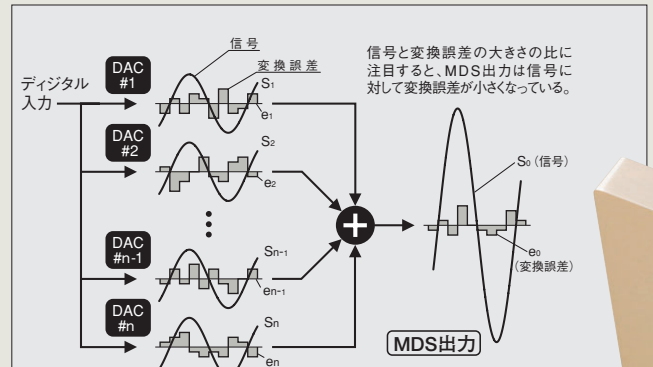 信号と変換誤差の大きさの比に
注目すると、MDS出力は信号に
対して変換誤差が小さくなっている。
ディジタル
入力
DAC
#1
信号
変換誤差
S1
e1
DAC
#2
S2
e2
DAC
#n-1
Sn-1
en-1
DAC
#n
Sn
en
+
S0 (信号)
e0
(変換誤差)
MDS出力